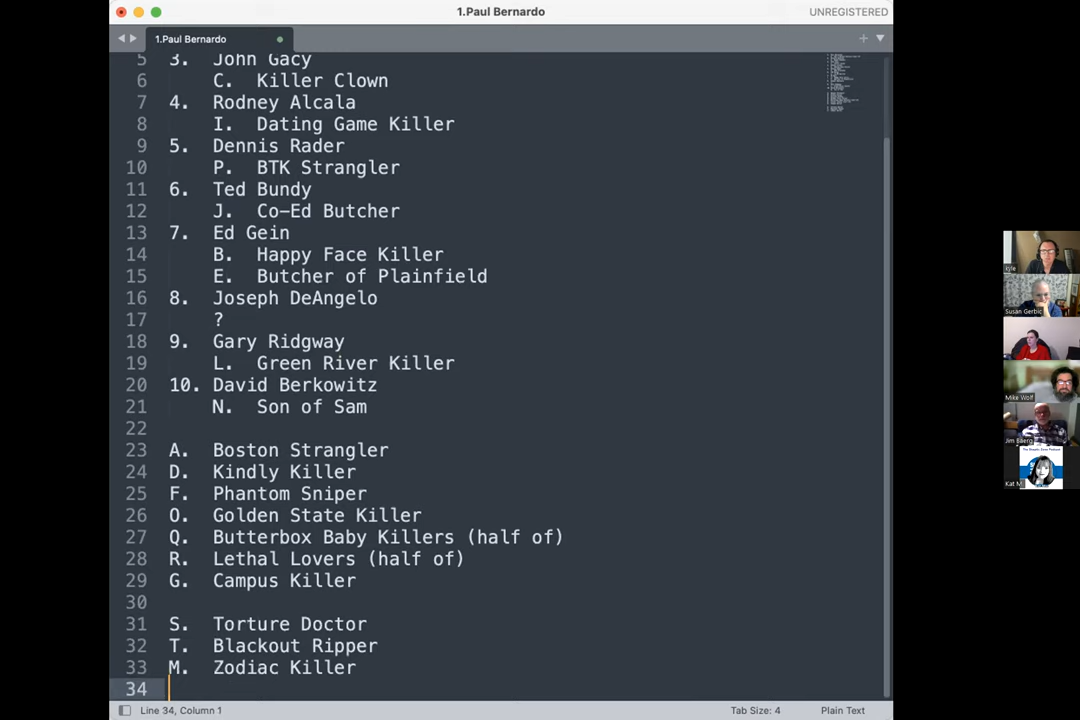 1.Paul Bernardo
UNREGISTERED
1.Paul Bernardo
5 3. John Gacy
6 C. Killer Clown
7 4. Rodney Alcala
8 I. Dating Game Killer
9 5. Dennis Rader
10 P. BTK Strangler
11 6. Ted Bundy
12 J. Co-Ed Butcher
13 7. Ed Gein
14 B. Happy Face Killer
15 E. Butcher of Plainfield
16 8. Joseph DeAngelo
17 ?
18 9. Gary Ridgway
19 L. Green River Killer
20 10. David Berkowitz
21 N. Son of Sam
22
23 A. Boston Strangler
24 D. Kindly Killer
25 F. Phantom Sniper
26 O. Golden State Killer
27 Q. Butterbox Baby Killers (half of)
28 R. Lethal Lovers (half of)
29 G. Campus Killer
30
31 S. Torture Doctor
32 T. Blackout Ripper
33 M. Zodiac Killer
34
Line 34, Column 1
Tab Size: 4
Plain Text
kyle
Susan Gerbic
Mike Wolf
Jim Baerg
Kat M